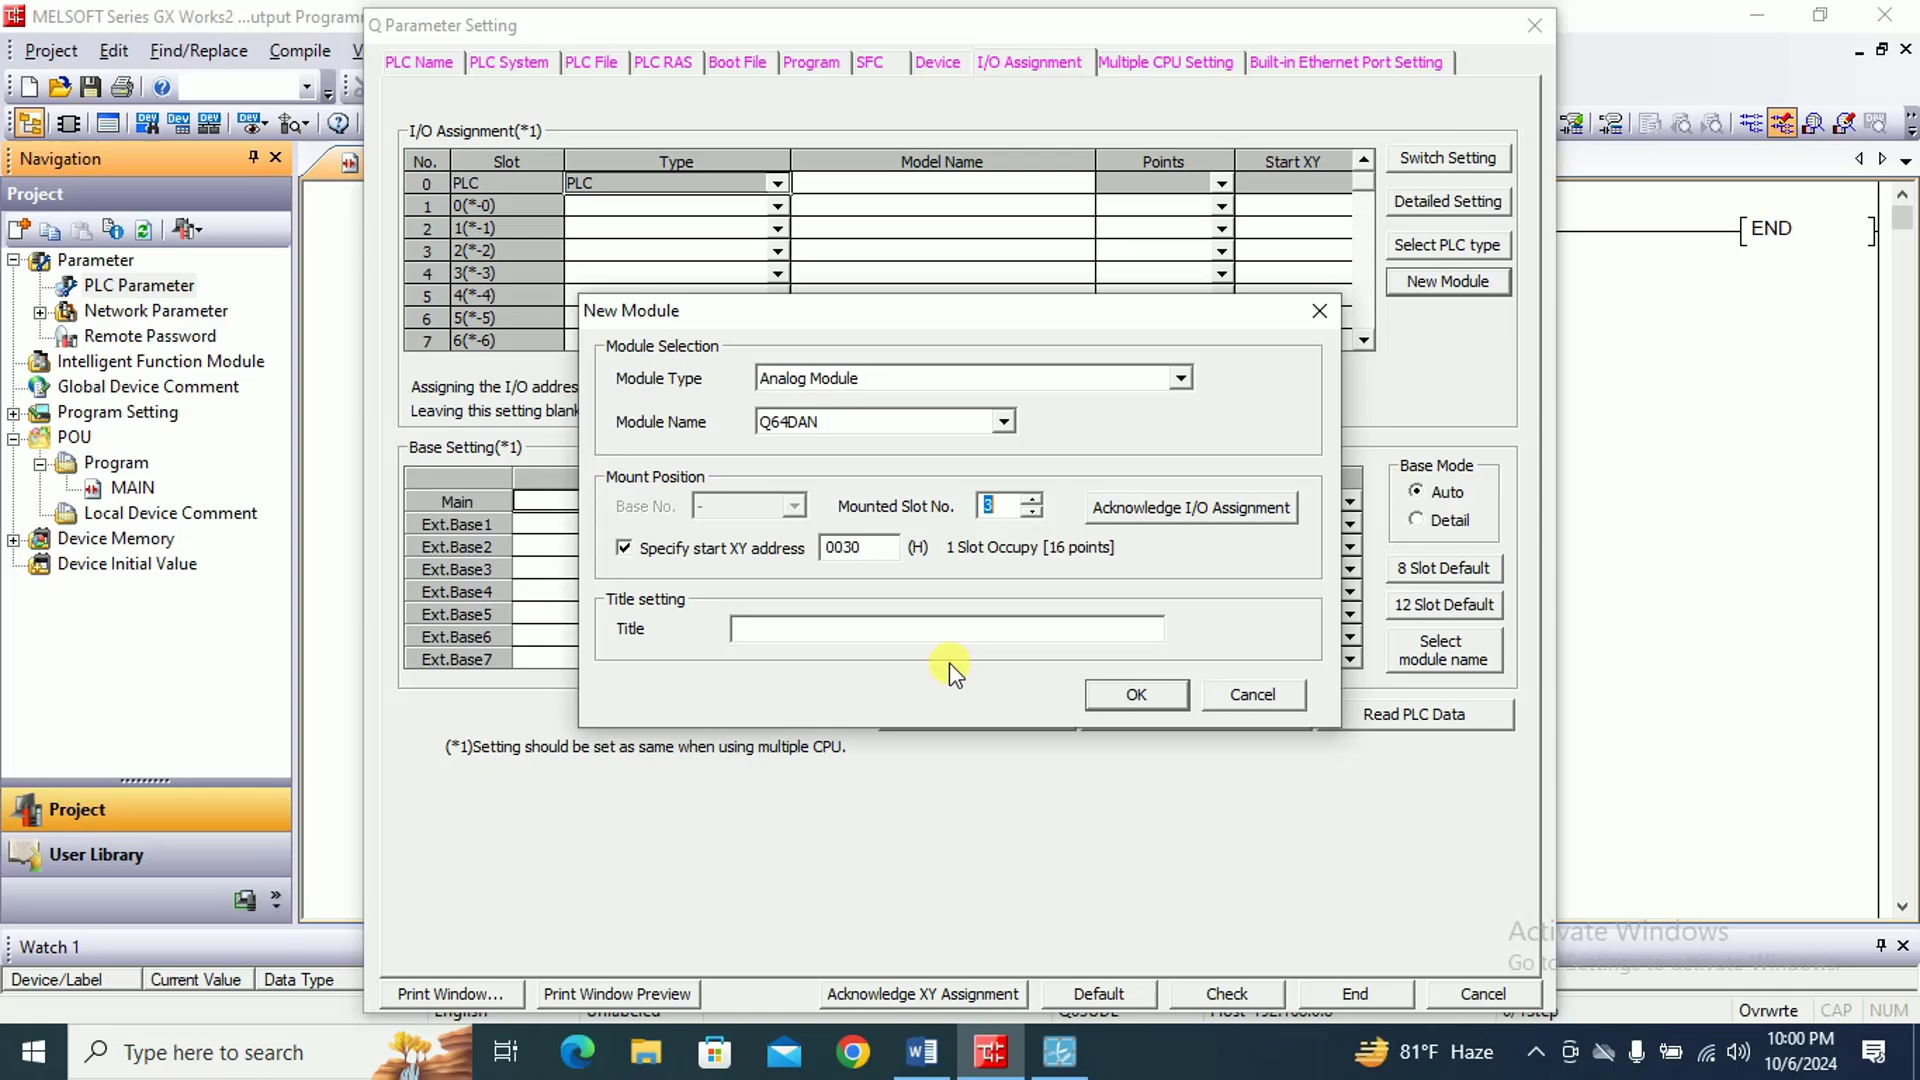 MELSOFT Series GX Works2 ...utput Program
Q Parameter Setting
Project Edit Find/Replace Compile
PLC Name PLC System PLC File PLC RAS Boot File Program SFC Device I/O Assignment Multiple CPU Setting Built-in Ethernet Port Setting
Navigation
Project
Parameter
PLC Parameter
Network Parameter
Remote Password
Intelligent Function Module
Global Device Comment
Program Setting
POU
Program
MAIN
Local Device Comment
Device Memory
Device Initial Value
Project
User Library
Watch 1
Device/Label Current Value Data Type
I/O Assignment(*1)
No. Slot Type Model Name Points Start XY
0 PLC PLC
1 0(*-0)
2 1(*-1)
3 2(*-2)
4 3(*-3)
5 4(*-4)
6 5(*-5)
7 6(*-6)
Switch Setting
Detailed Setting
Select PLC type
New Module
Assigning the I/O addres
Leaving this setting blank
Base Setting(*1)
Main
Ext.Base1
Ext.Base2
Ext.Base3
Ext.Base4
Ext.Base5
Ext.Base6
Ext.Base7
Base Mode
Auto
Detail
8 Slot Default
12 Slot Default
Select
module name
Read PLC Data
New Module
Module Selection
Module Type Analog Module
Module Name Q64DAN
Mount Position
Base No. - Mounted Slot No. 3 Acknowledge I/O Assignment
Specify start XY address 0030 (H) 1 Slot Occupy [16 points]
Title setting
Title
OK Cancel
(*1)Setting should be set as same when using multiple CPU.
Print Window... Print Window Preview Acknowledge XY Assignment Default Check End Cancel
END
Activate Windows
Go to Settings to activate Windows.
English Unlabeled
Ovrwrte CAP NUM
Type here to search
81°F Haze
10:00 PM
10/6/2024